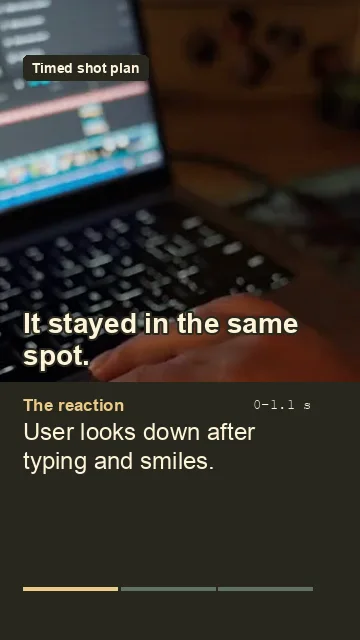 Timed shot plan
It stayed in the same
spot.
The reaction
0–1.1 s
User looks down after
typing and smiles.